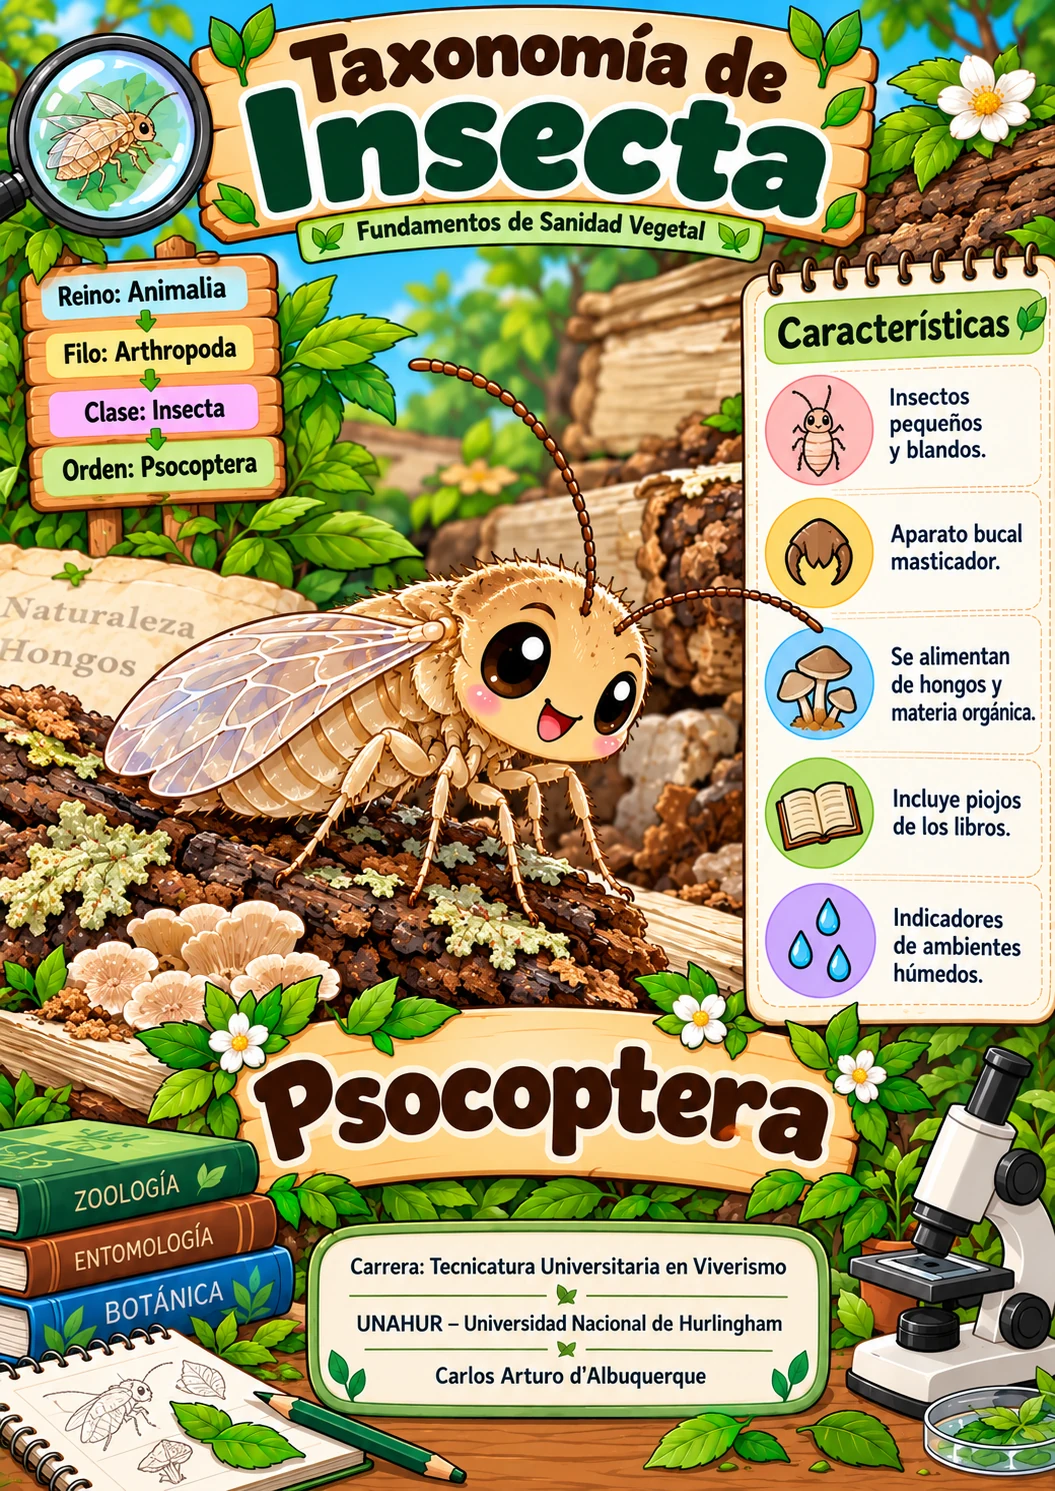 Taxonomía de
Insecta
Fundamentos de Sanidad Vegetal
Reino: Animalia
Filo: Arthropoda
Clase: Insecta
Orden: Psocoptera
Naturaleza
Hongos
Características
Insectos
pequeños
y blandos.
Aparato bucal
masticador.
Se alimentan
de hongos y
materia orgánica.
Incluye piojos
de los libros.
Indicadores
de ambientes
húmedos.
Psocoptera
ZOOLOGÍA
ENTOMOLOGÍA
BOTÁNICA
Carrera: Tecnicatura Universitaria en Viverismo
UNAHUR – Universidad Nacional de Hurlingham
Carlos Arturo d'Albuquerque